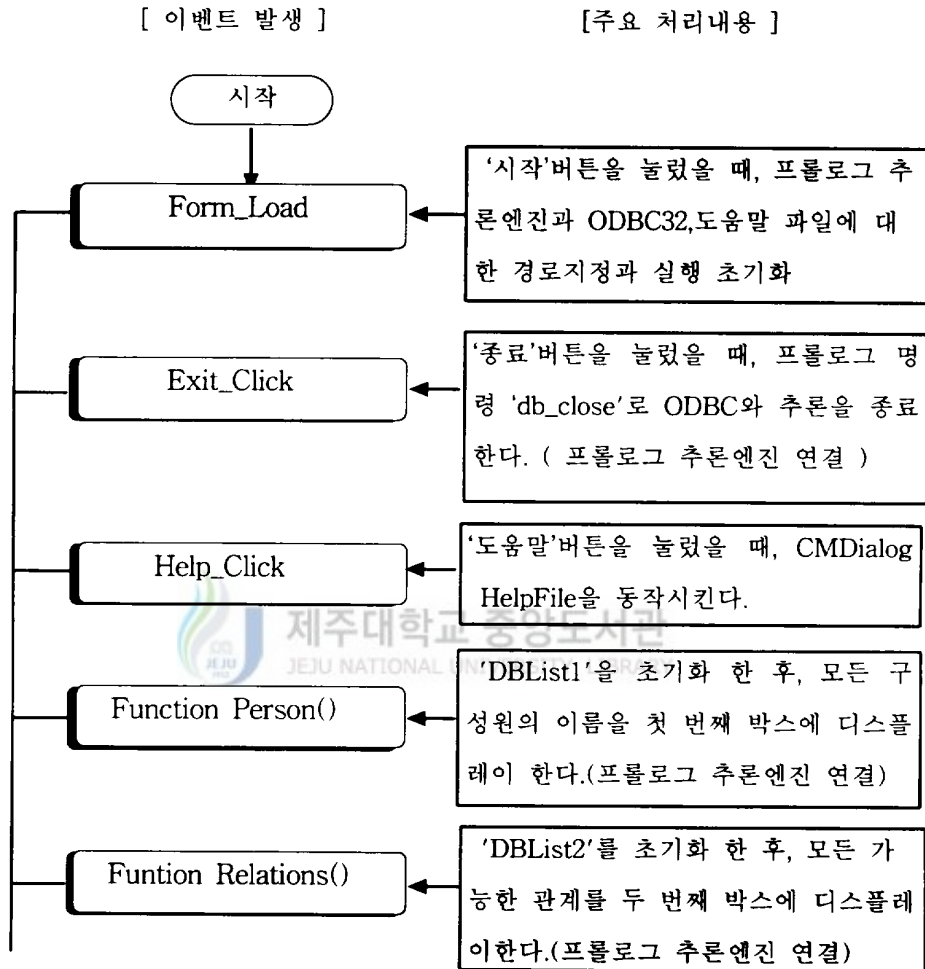 [ 이벤트 발생 ]
[주요 처리내용 ]
시작
Form_Load
'시작'버튼을 눌렀을 때, 프롤로그 추
론엔진과 ODBC32,도움말 파일에 대
한 경로지정과 실행 초기화
Exit_Click
'종료'버튼을 눌렀을 때, 프롤로그 명
령 'db_close'로 ODBC와 추론을 종료
한다. ( 프롤로그 추론엔진 연결 )
Help_Click
'도움말'버튼을 눌렀을 때, CMDialog
HelpFile을 동작시킨다.
제주대학교 중앙도서관
JEJU NATIONAL UNIVERSITY LIBRARY
JEJU
1952
Function Person()
'DBList1'을 초기화 한 후, 모든 구
성원의 이름을 첫 번째 박스에 디스플
레이 한다.(프롤로그 추론엔진 연결)
Funtion Relations()
'DBList2'를 초기화 한 후, 모든 가
능한 관계를 두 번째 박스에 디스플레
이한다.(프롤로그 추론엔진 연결)